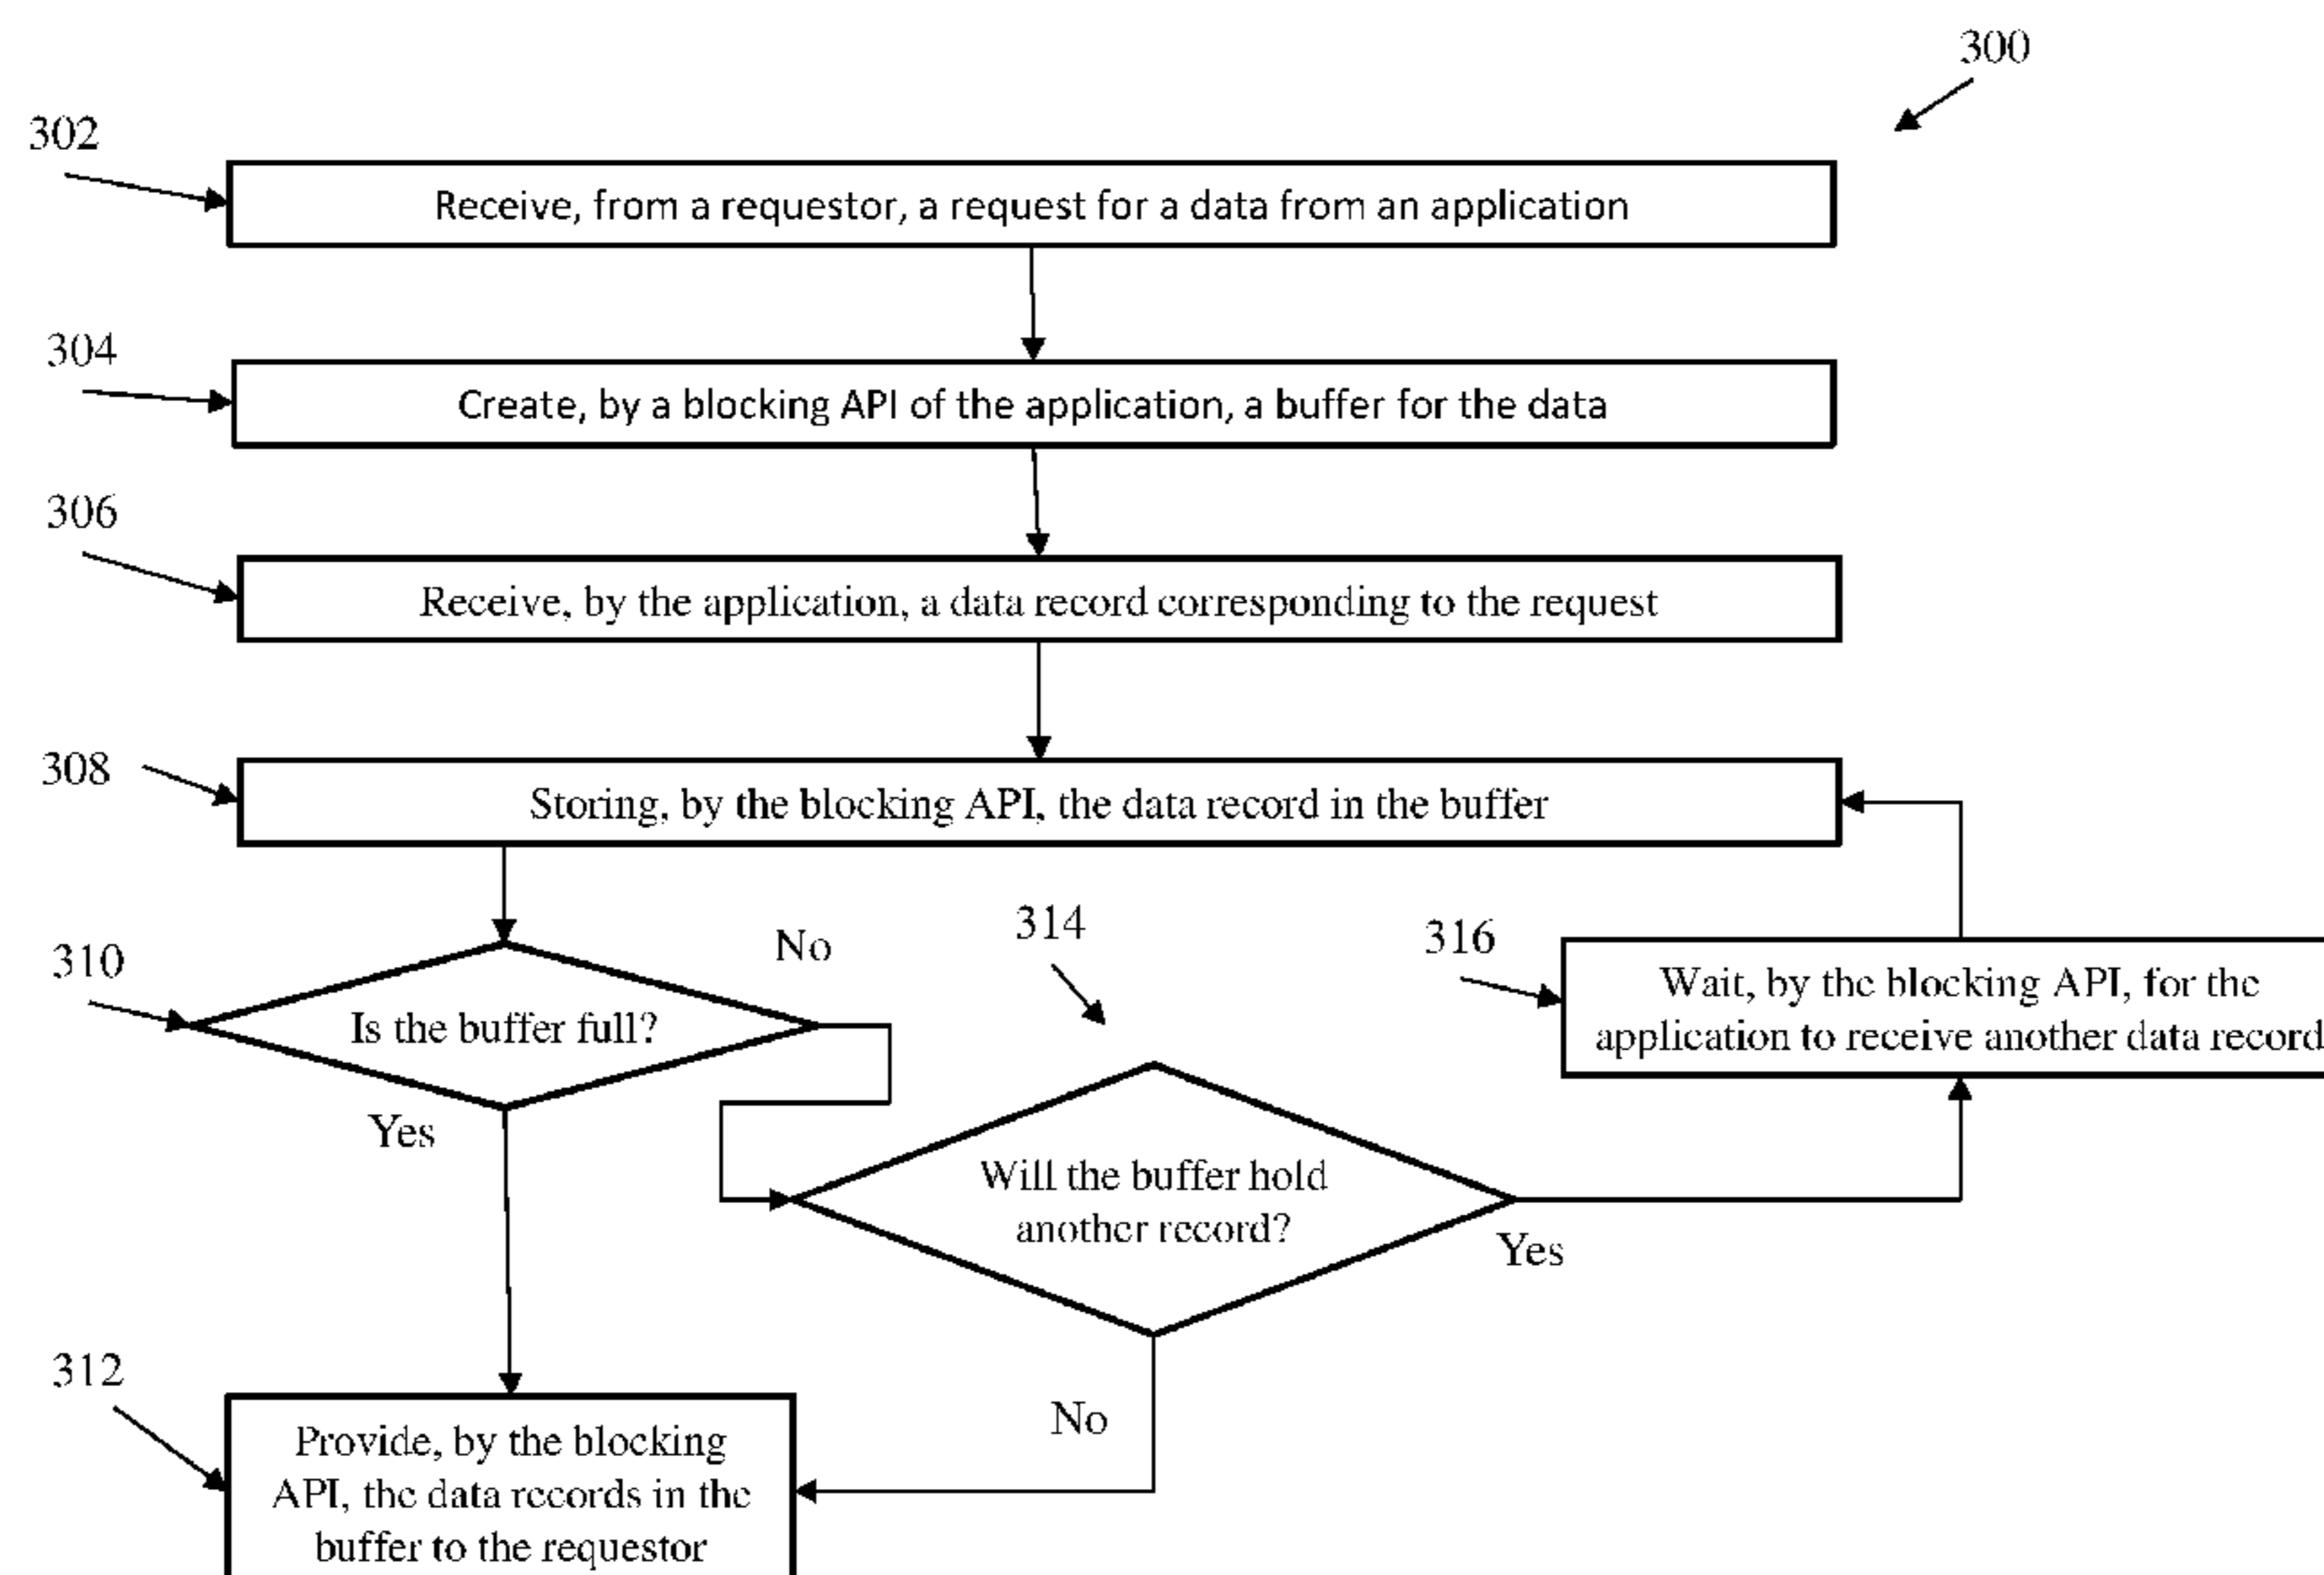 300
302
Receive, from a requestor, a request for a data from an application
304
Create, by a blocking API of the application, a buffer for the data
306
Receive, by the application, a data record corresponding to the request
308
Storing, by the blocking API, the data record in the buffer
310
Is the buffer full?
No
Yes
314
Will the buffer hold
another record?
Yes
No
316
Wait, by the blocking API, for the
application to receive another data record
312
Provide, by the blocking
API, the data records in the
buffer to the requestor